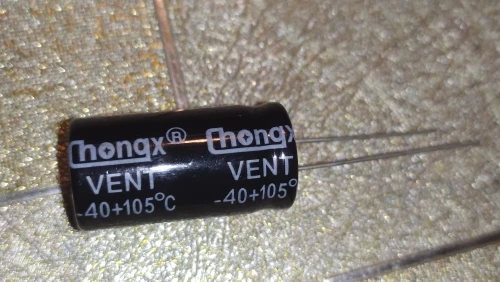 Chongx® Chongx
VENT VENT
-40+105°C -40+105°